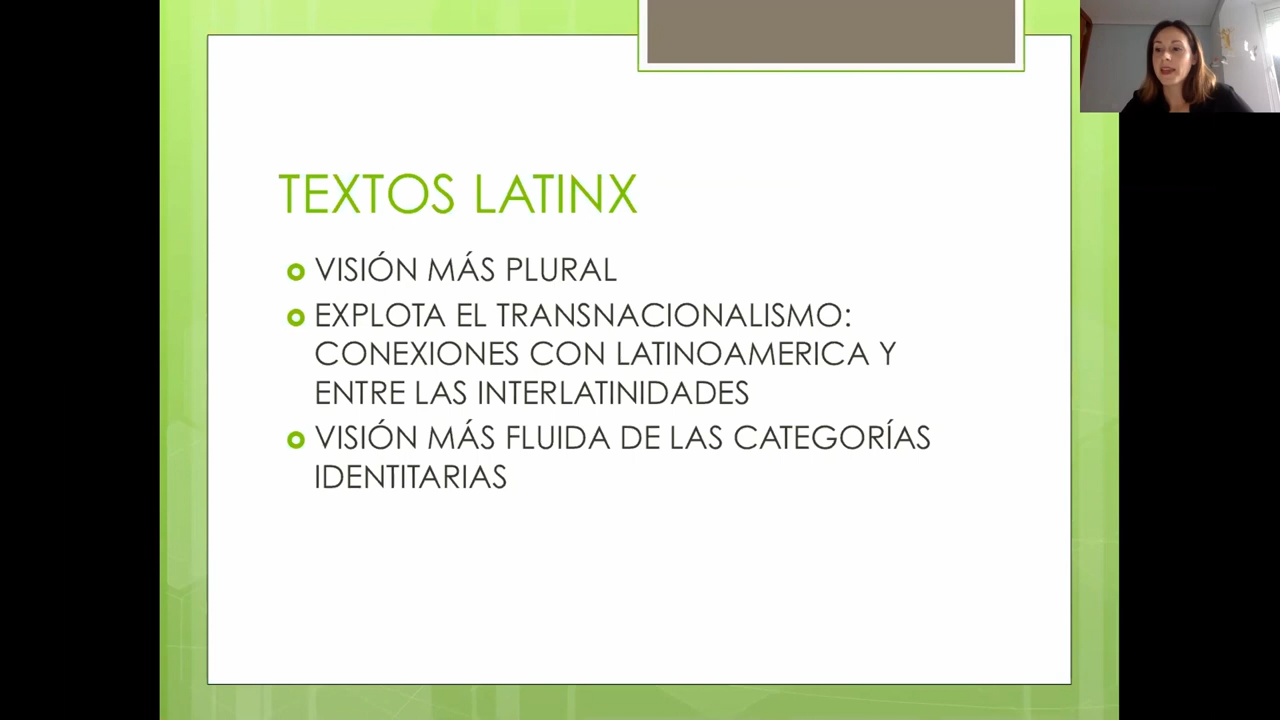 TEXTOS LATINX
VISIÓN MÁS PLURAL
EXPLOTA EL TRANSNACIONALISMO:
CONEXIONES CON LATINOAMERICA Y
ENTRE LAS INTERLATINIDADES
VISIÓN MÁS FLUIDA DE LAS CATEGORÍAS
IDENTITARIAS